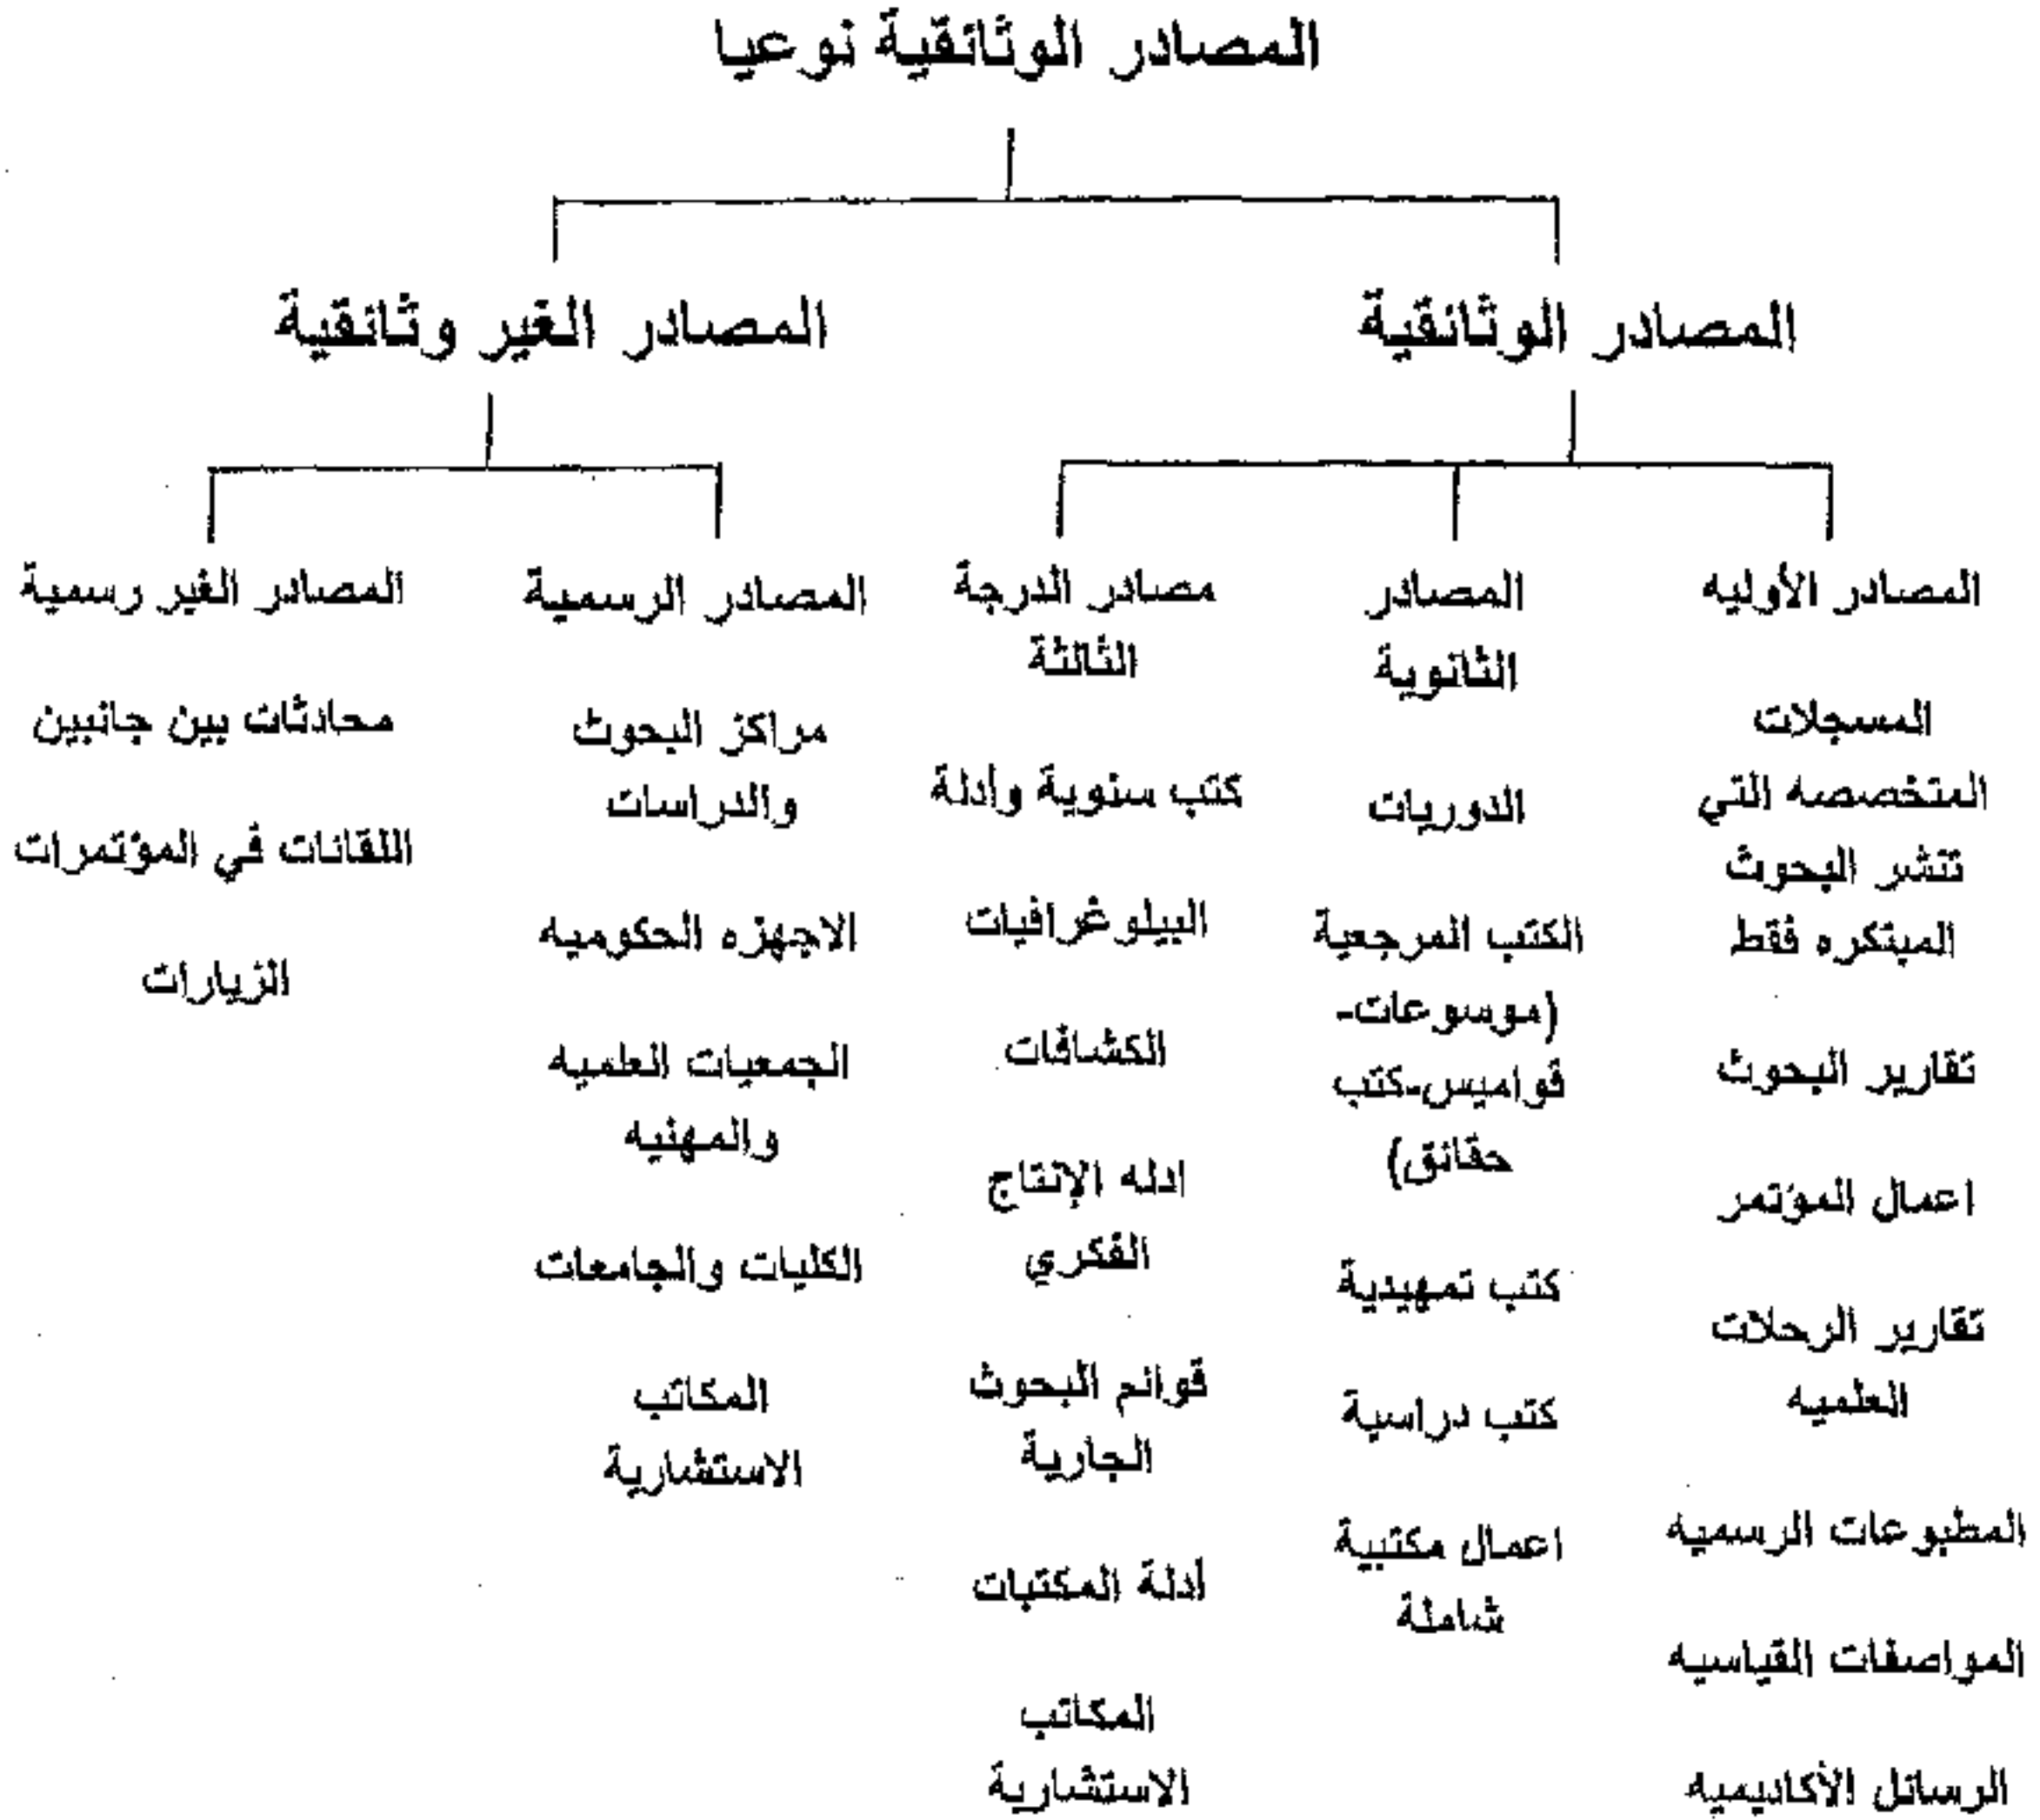 المصادر الوثائقية نوعيا
المصادر الوثائقية
المصادر الغير وثائقية
المصادر الأوليه
المسجلات
المتخصصه التي
تنشر البحوث
المبتكره فقط
تقارير البحوث
اعمال المؤتمر
تقارير الرحلات
العلميه
المطبوعات الرسميه
المواصفات القياسيه
الرسائل الأكاديميه
المصادر
الثانوية
الدوريات
الكتب المرجعية
(موسوعات-
قواميس-كتب
حقائق)
كتب تمهيدية
كتب دراسية
اعمال مكتبية
شاملة
مصادر الدرجة
الثالثة
كتب سنوية وأدلة
الببلوغرافيات
الكشافات
ادله الإنتاج
الفكري
قوائم البحوث
الجارية
أدلة المكتبات
المكاتب
الاستشارية
المصادر الرسمية
مراكز البحوث
والدراسات
الاجهزه الحكوميه
الجمعيات العلميه
والمهنيه
الكليات والجامعات
المكاتب
الاستشارية
المصادر الغير رسمية
محادثات بين جانبين
اللقائات في المؤتمرات
الزيارات